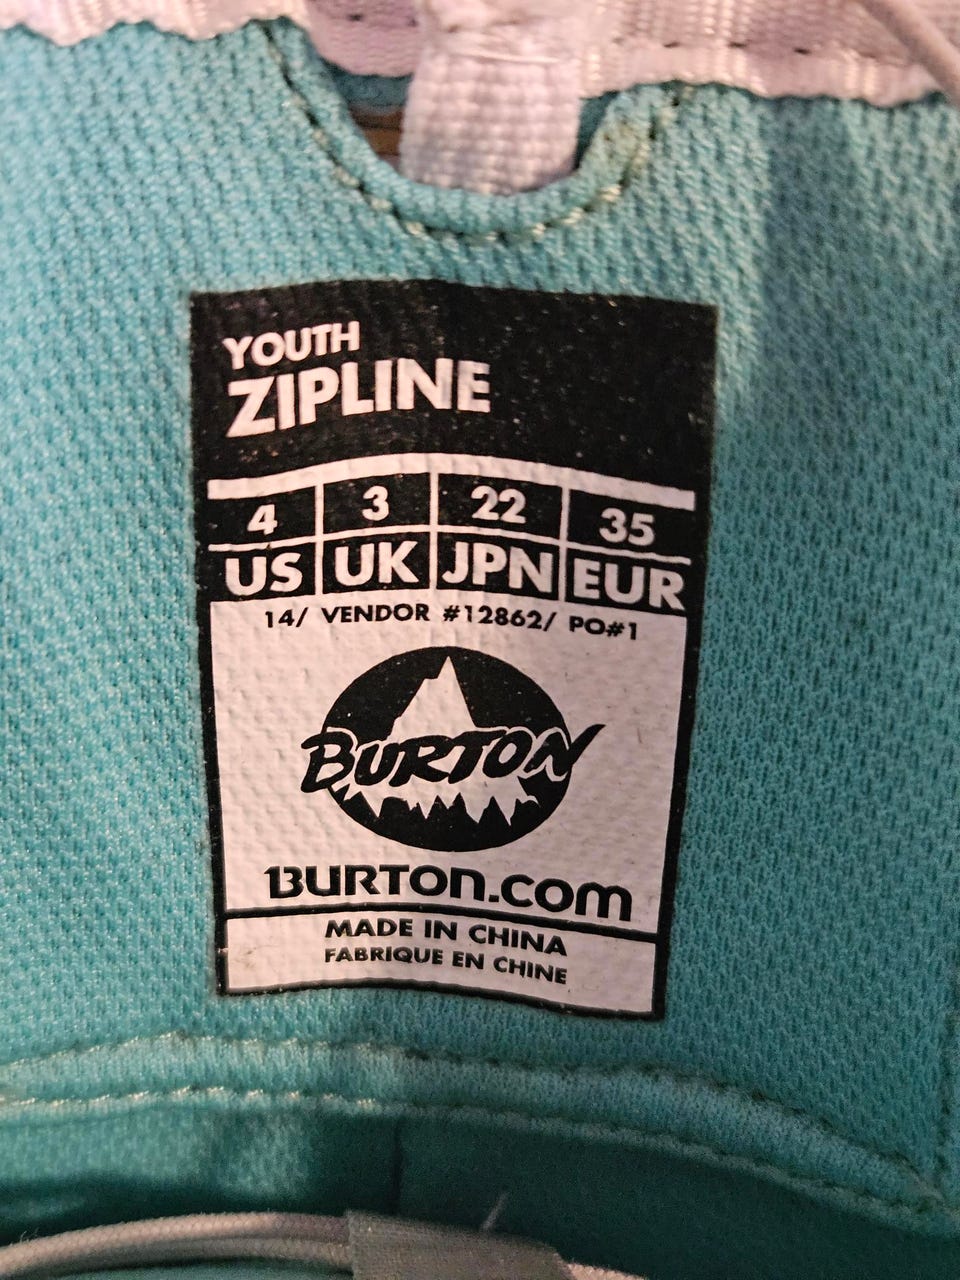 YOUTH
ZIPLINE
4 3 22 35
US UK JPN EUR
14/ VENDOR #12862/ PO#1
BURTON
BURTON.COM
MADE IN CHINA
FABRIQUE EN CHINE